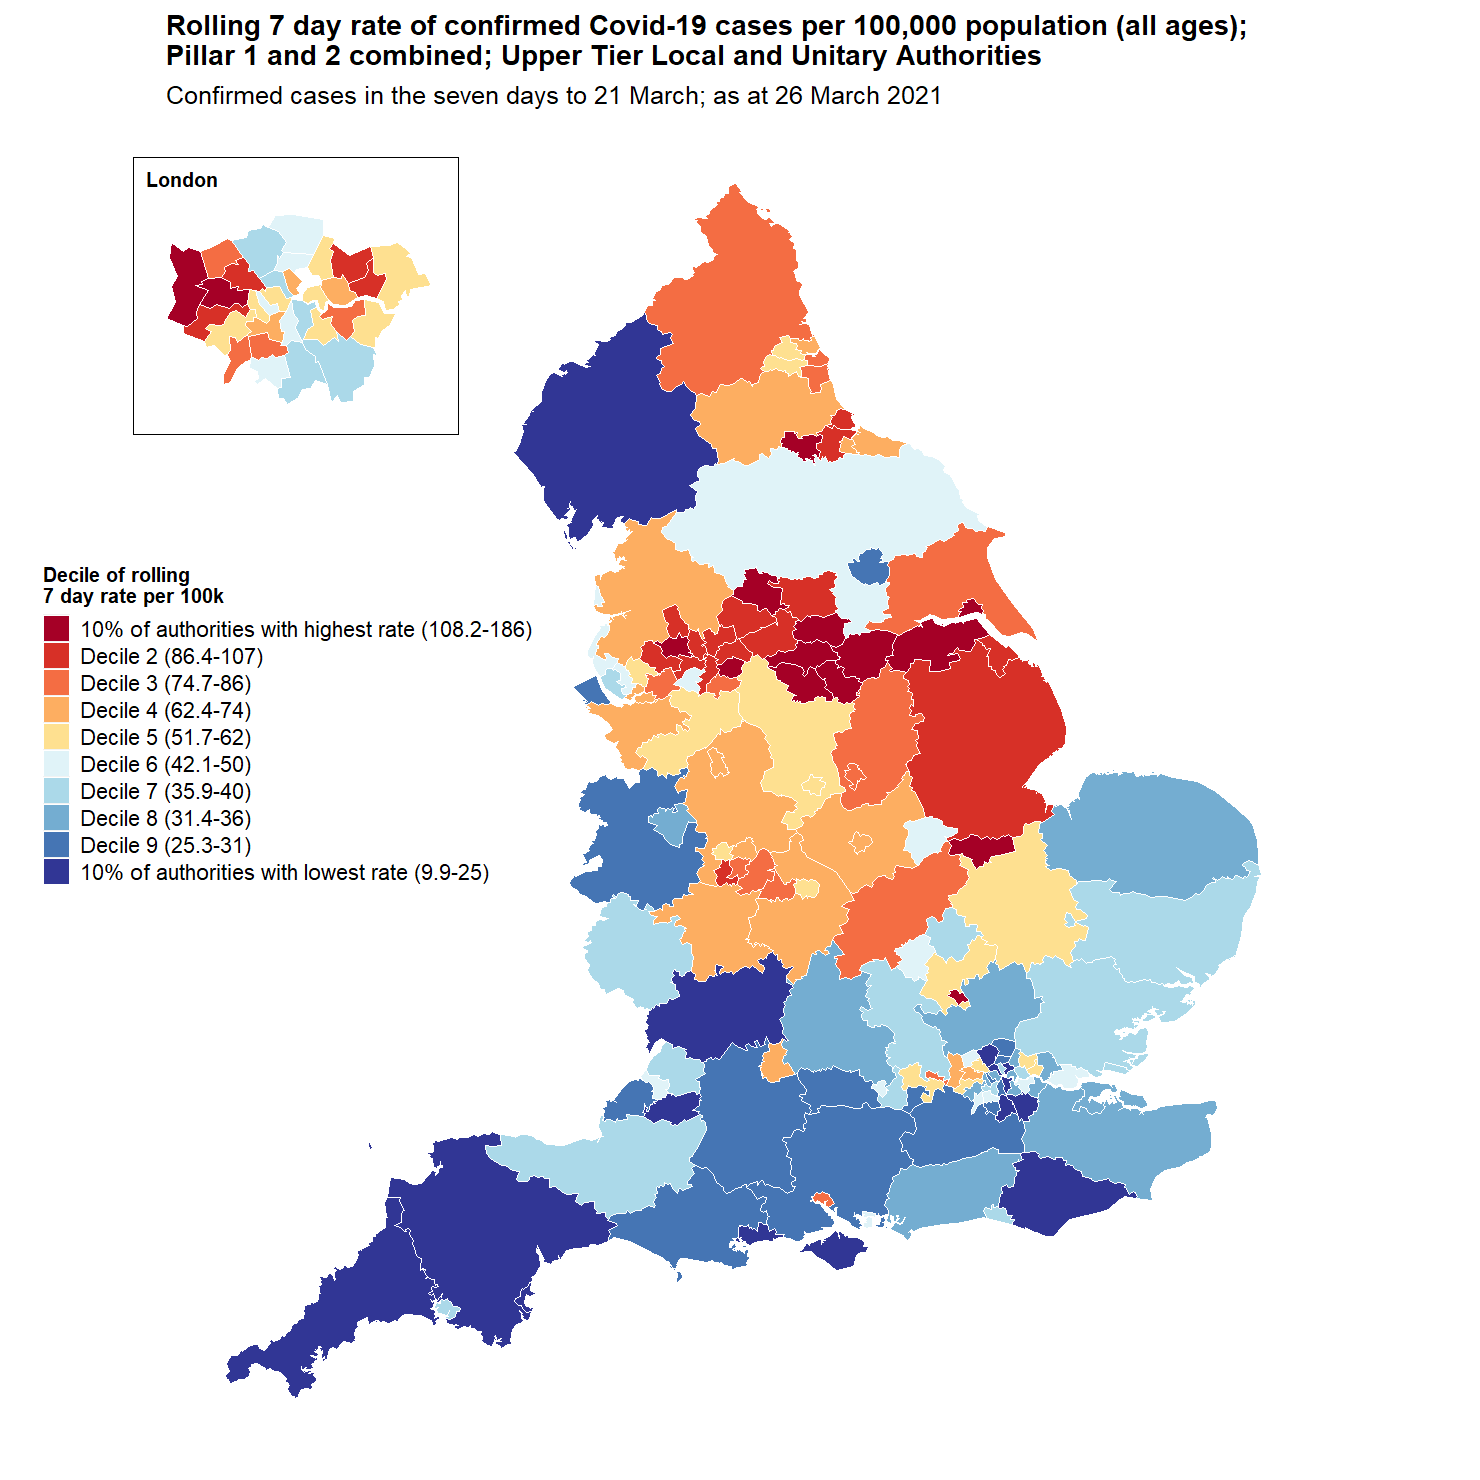 Rolling 7 day rate of confirmed Covid-19 cases per 100,000 population (all ages);
Pillar 1 and 2 combined; Upper Tier Local and Unitary Authorities
Confirmed cases in the seven days to 21 March; as at 26 March 2021
London
Decile of rolling
7 day rate per 100k
10% of authorities with highest rate (108.2-186)
Decile 2 (86.4-107)
Decile 3 (74.7-86)
Decile 4 (62.4-74)
Decile 5 (51.7-62)
Decile 6 (42.1-50)
Decile 7 (35.9-40)
Decile 8 (31.4-36)
Decile 9 (25.3-31)
10% of authorities with lowest rate (9.9-25)